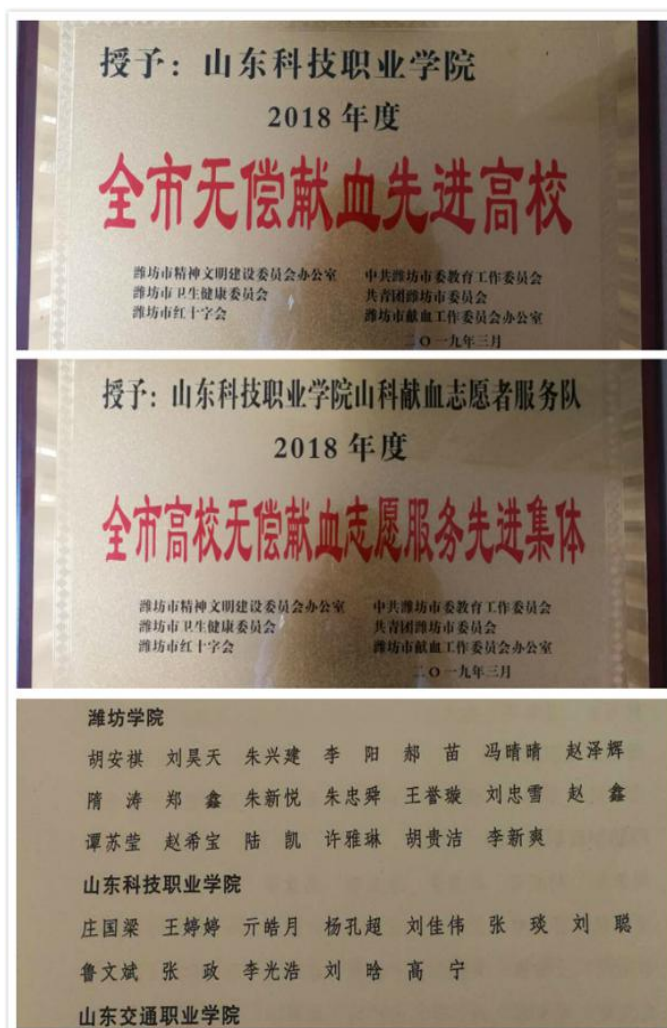 授予：山东科技职业学院
2018年度
全市无偿献血先进高校
潍坊市精神文明建设委员会办公室 中共潍坊市委教育工作委员会
潍坊市卫生健康委员会 共青团潍坊市委员会
潍坊市红十字会 潍坊市献血工作委员会办公室
二〇一九年三月
授予：山东科技职业学院山科献血志愿者服务队
2018年度
全市高校无偿献血志愿服务先进集体
潍坊市精神文明建设委员会办公室 中共潍坊市委教育工作委员会
潍坊市卫生健康委员会 共青团潍坊市委员会
潍坊市红十字会 潍坊市献血工作委员会办公室
二〇一九年三月
潍坊学院
胡安祺 刘昊天 朱兴建 李阳 郝苗 冯晴晴 赵泽辉
隋涛 郑鑫 朱新悦 朱忠舜 王誉璇 刘忠雪 赵鑫
谭苏莹 赵希宝 陆凯 许雅琳 胡贵洁 李新爽
山东科技职业学院
庄国梁 王婷婷 亓皓月 杨孔超 刘佳伟 张琰 刘聪
鲁文斌 张政 李光浩 刘晗 高宁
山东交通职业学院